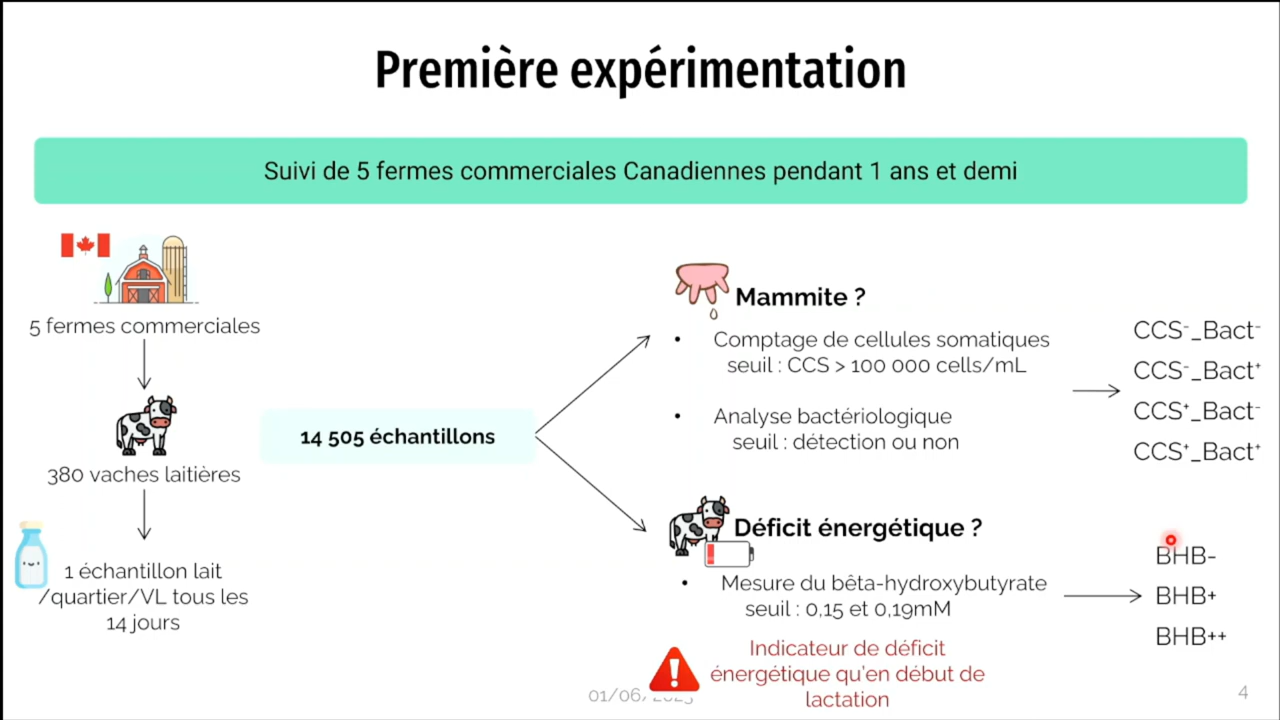 Première expérimentation
Suivi de 5 fermes commerciales Canadiennes pendant 1 ans et demi
5 fermes commerciales
380 vaches laitières
1 échantillon lait
/quartier/VL tous les
14 jours
14 505 échantillons
Mammite ?
• Comptage de cellules somatiques
seuil : CCS > 100 000 cells/mL
• Analyse bactériologique
seuil : détection ou non
CCS⁻_Bact⁻
CCS⁻_Bact⁺
CCS⁺_Bact⁻
CCS⁺_Bact⁺
Déficit énergétique ?
• Mesure du bêta-hydroxybutyrate
seuil : 0,15 et 0,19mM
BHB-
BHB+
BHB++
Indicateur de déficit
énergétique qu'en début de
lactation
01/06/
4